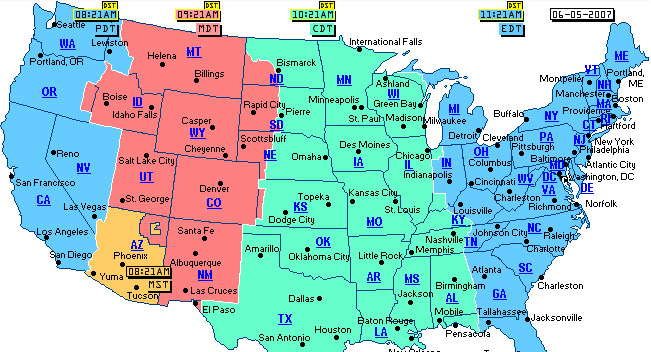 DST
DST
DST
DST
08:21AM
09:21AM
10:21AM
11:21AM
06-05-2007
PDT
MDT
CDT
EDT
Seattle
WA
Lewiston
MT
Helena
Billings
Bismarck
ND
MN
International Falls
ME
VT
Montpelier
Portland, ME
Portland, OR
OR
Boise
ID
Idaho Falls
Casper
WY
Rapid City
Pierre
SD
Minneapolis
St. Paul
Ashland
WI
Green Bay
Madison
Milwaukee
MI
Detroit
Buffalo
NY
NH
Manchester
MA
Boston
Providence
RI
CT
Hartford
New York
Reno
NV
Salt Lake City
UT
Cheyenne
Scottsbluff
NE
Omaha
Des Moines
IA
Chicago
IL
Indianapolis
IN
OH
Cleveland
Columbus
Pittsburgh
PA
NJ
Philadelphia
Baltimore
MD
Atlantic City
DC
Washington, DC
DE
San Francisco
CA
Las Vegas
St. George
Denver
CO
Topeka
KS
Dodge City
Kansas City
MO
St. Louis
Cincinnati
Louisville
KY
WV
Charleston
VA
Richmond
Norfolk
Los Angeles
San Diego
AZ
Phoenix
Yuma
08:21AM
MST
Tucson
Santa Fe
Albuquerque
NM
Las Cruces
El Paso
Amarillo
OK
Oklahoma City
Little Rock
AR
Nashville
TN
Memphis
Johnson City
NC
Raleigh
Charlotte
SC
Charleston
Atlanta
GA
Birmingham
AL
MS
Jackson
Mobile
Pensacola
Tallahassee
Jacksonville
Dallas
TX
Houston
San Antonio
Baton Rouge
LA
New Orleans